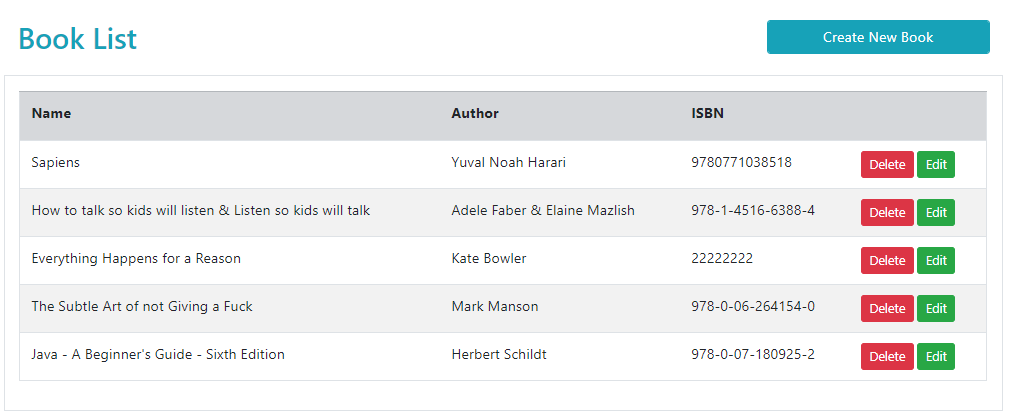 Book List
Create New Book
Name Author ISBN
Sapiens Yuval Noah Harari 9780771038518 Delete Edit
How to talk so kids will listen & Listen so kids will talk Adele Faber & Elaine Mazlish 978-1-4516-6388-4 Delete Edit
Everything Happens for a Reason Kate Bowler 22222222 Delete Edit
The Subtle Art of not Giving a Fuck Mark Manson 978-0-06-264154-0 Delete Edit
Java - A Beginner's Guide - Sixth Edition Herbert Schildt 978-0-07-180925-2 Delete Edit